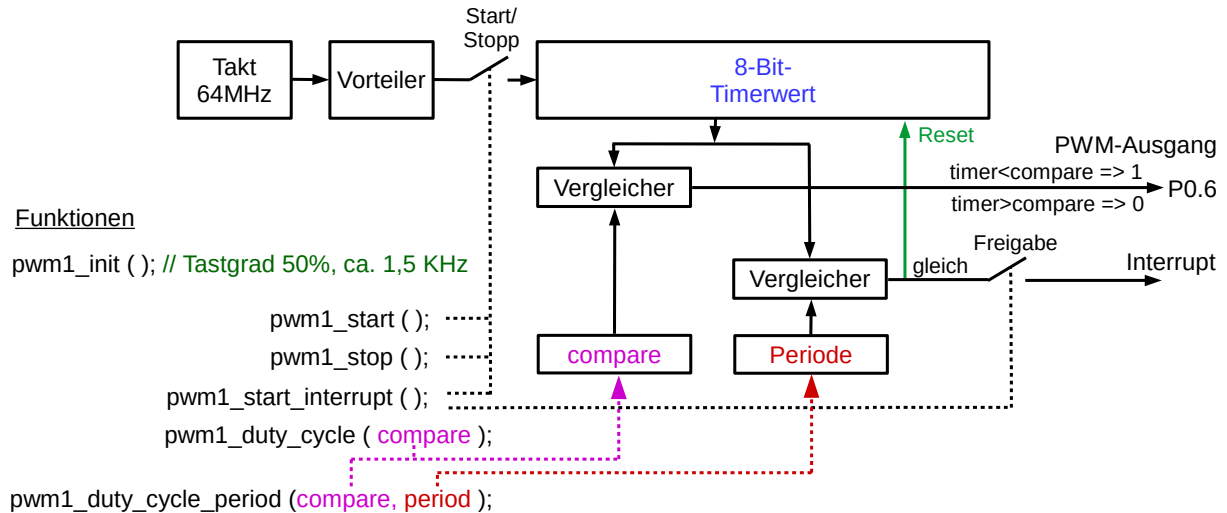 Start/
Stopp
Takt
64MHz
Vorteiler
8-Bit-
Timerwert
Reset
PWM-Ausgang
Vergleicher
timer<compare => 1
P0.6
timer>compare => 0
Funktionen
Freigabe
pwm1_init ( ); // Tastgrad 50%, ca. 1,5 KHz
Vergleicher
gleich
Interrupt
pwm1_start ( );
pwm1_stop ( );
compare
Periode
pwm1_start_interrupt ( );
pwm1_duty_cycle ( compare );
pwm1_duty_cycle_period (compare, period );